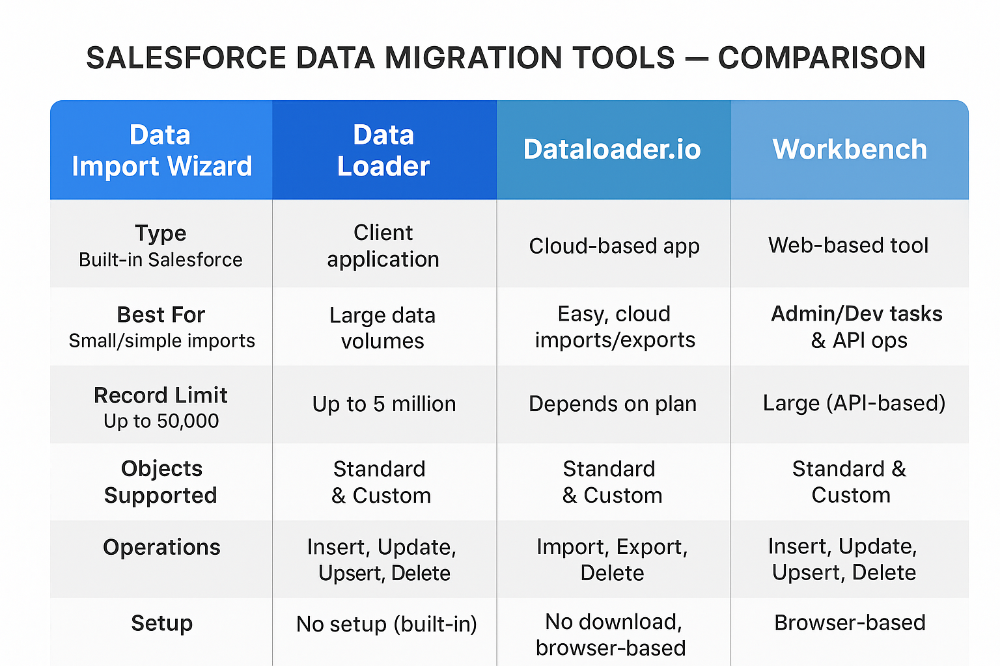 SALESFORCE DATA MIGRATION TOOLS — COMPARISON
Data
Import Wizard
Data
Loader
Dataloader.io
Workbench
Type
Built-in Salesforce
Client
application
Cloud-based app
Web-based tool
Best For
Small/simple imports
Large data
volumes
Easy, cloud
imports/exports
Admin/Dev tasks
& API ops
Record Limit
Up to 50,000
Up to 5 million
Depends on plan
Large (API-based)
Objects
Supported
Standard
& Custom
Standard
& Custom
Standard &
Custom
Operations
Insert, Update,
Upsert, Delete
Import, Export,
Delete
Insert, Update,
Upsert, Delete
Setup
No setup (built-in)
No download,
browser-based
Browser-based